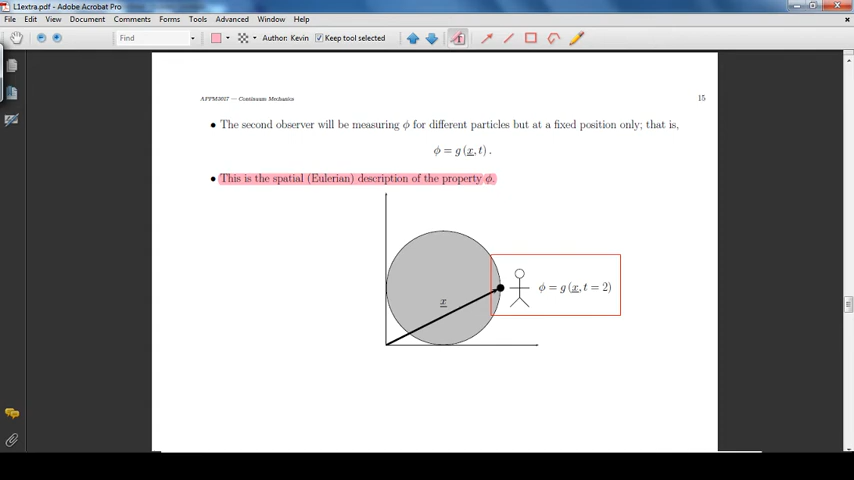 L1extra.pdf - Adobe Acrobat Pro
File Edit View Document Comments Forms Tools Advanced Window Help
Find Author: Kevin Keep tool selected
APPM3017 — Continuum Mechanics 15
• The second observer will be measuring ϕ for different particles but at a fixed position only; that is,
ϕ = g (x, t) .
• This is the spatial (Eulerian) description of the property ϕ.
ϕ = g (x, t = 2)
x